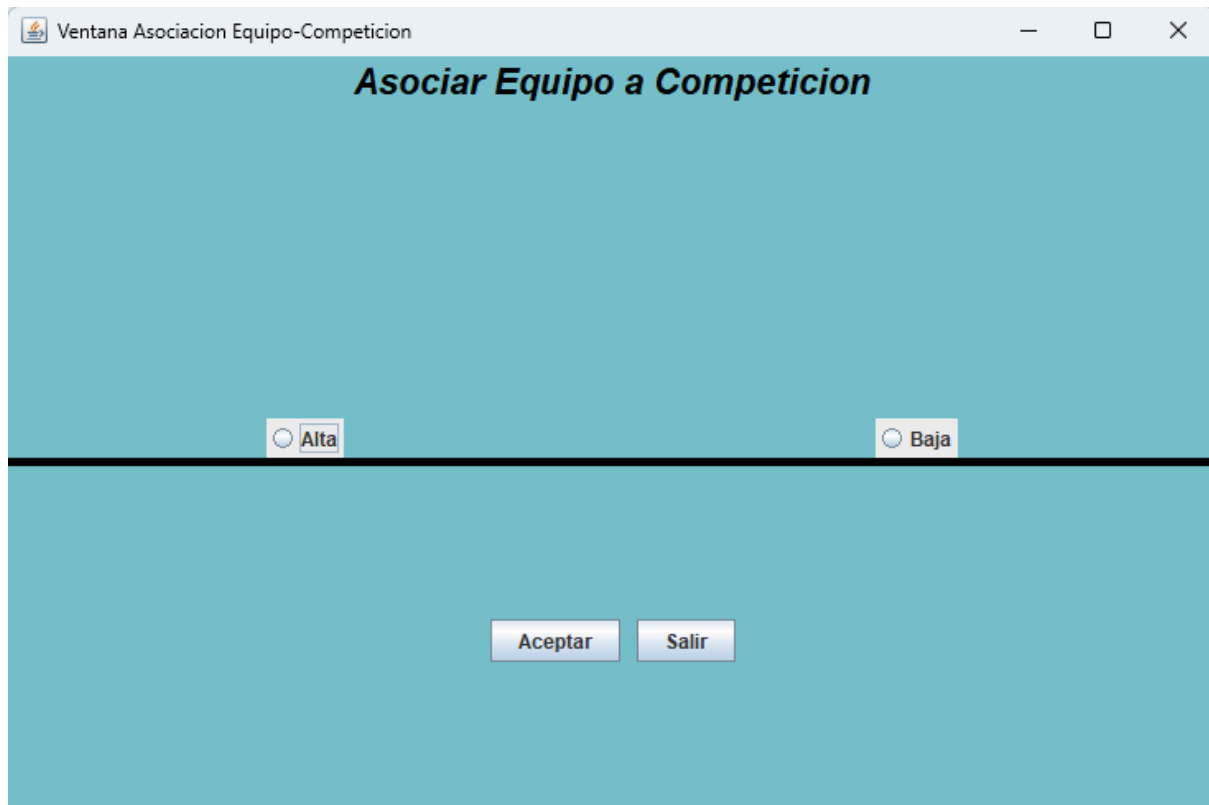 Ventana Asociacion Equipo-Competicion
Asociar Equipo a Competicion
Alta Baja
Aceptar Salir